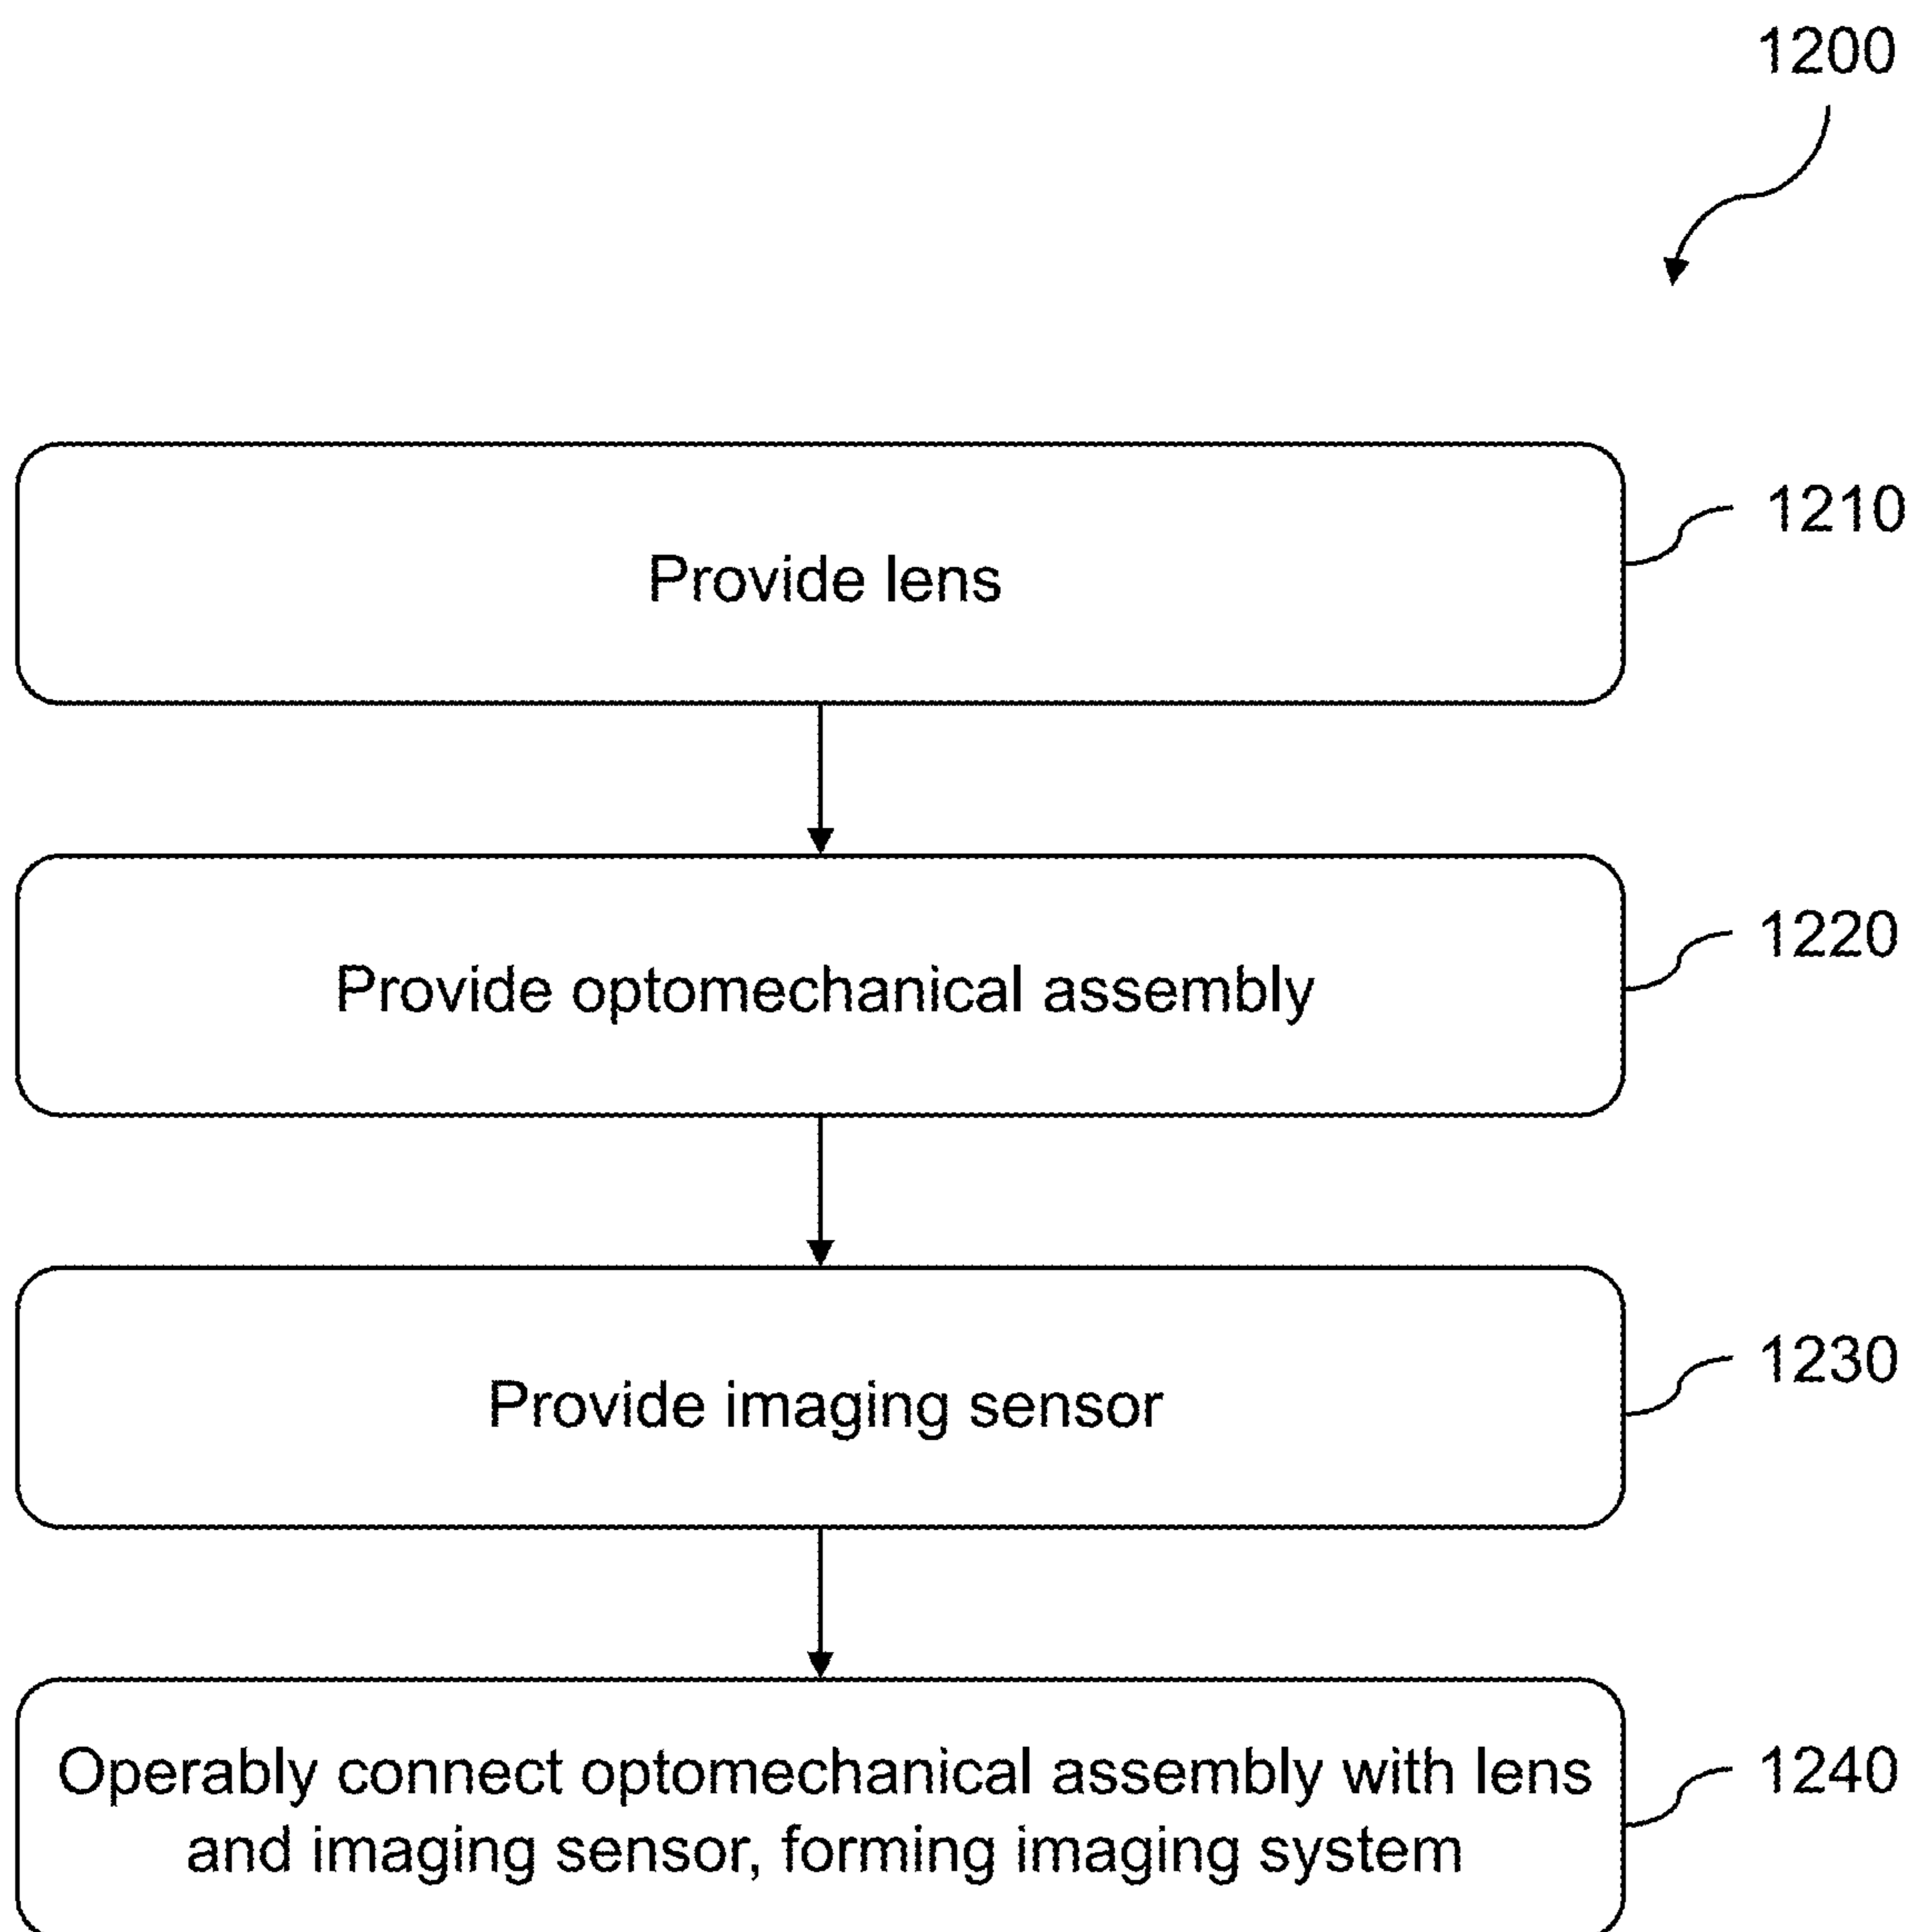 1200
Provide lens
1210
Provide optomechanical assembly
1220
Provide imaging sensor
1230
Operably connect optomechanical assembly with lens
and imaging sensor, forming imaging system
1240